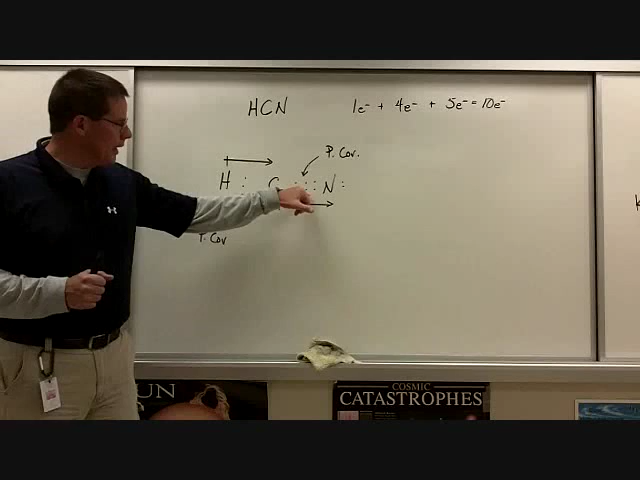 HCN 1e⁻ + 4e⁻ + 5e⁻ = 10e⁻
P. Cov.
H : C ⋮⋮ N :
T. Cov
UN
COSMIC
CATASTROPHES
K